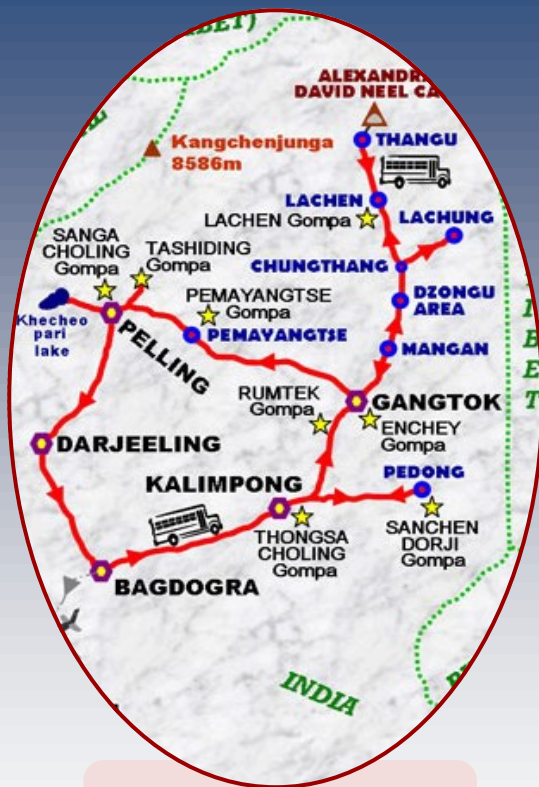 BET)
ALEXANDR
DAVID NEEL CA
Kangchenjunga
8586m
THANGU
LACHEN
LACHEN Gompa
LACHUNG
SANGA
CHOLING
Gompa
TASHIDING
Gompa
CHUNGTHANG
PEMAYANGTSE
Gompa
DZONGU
AREA
Khecheo
pari
lake
PEMAYANGTSE
PELLING
MANGAN
RUMTEK
Gompa
GANGTOK
ENCHEY
Gompa
DARJEELING
KALIMPONG
PEDONG
THONGSA
CHOLING
Gompa
SANCHEN
DORJI
Gompa
BAGDOGRA
INDIA
B
E
T